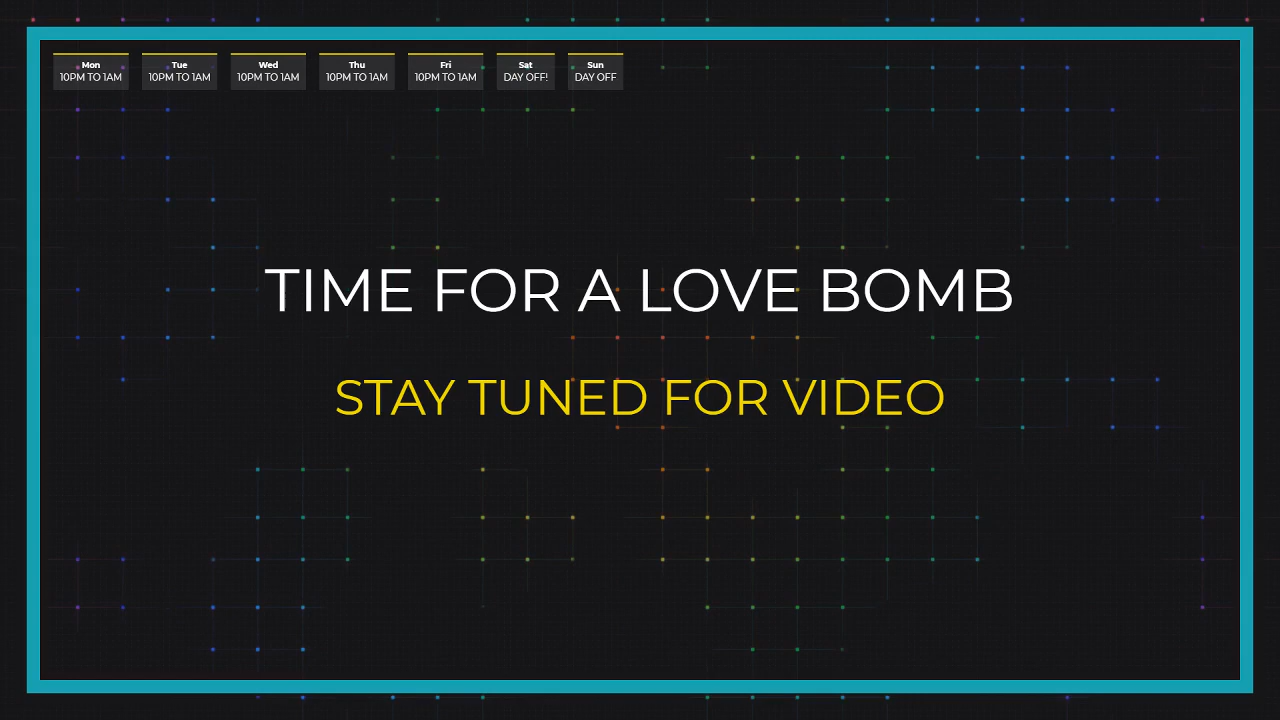 Mon Tue Wed Thu Fri Sat Sun
10PM TO 1AM 10PM TO 1AM 10PM TO 1AM 10PM TO 1AM 10PM TO 1AM DAY OFF! DAY OFF
TIME FOR A LOVE BOMB
STAY TUNED FOR VIDEO